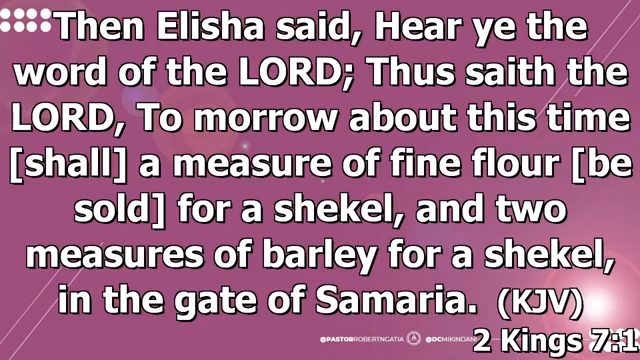 Then Elisha said, Hear ye the
word of the LORD; Thus saith the
LORD, To morrow about this time
[shall] a measure of fine flour [be
sold] for a shekel, and two
measures of barley for a shekel,
in the gate of Samaria. (KJV)
@PASTORROBERTNGATIA @DCMIKINDANI
2 Kings 7:1